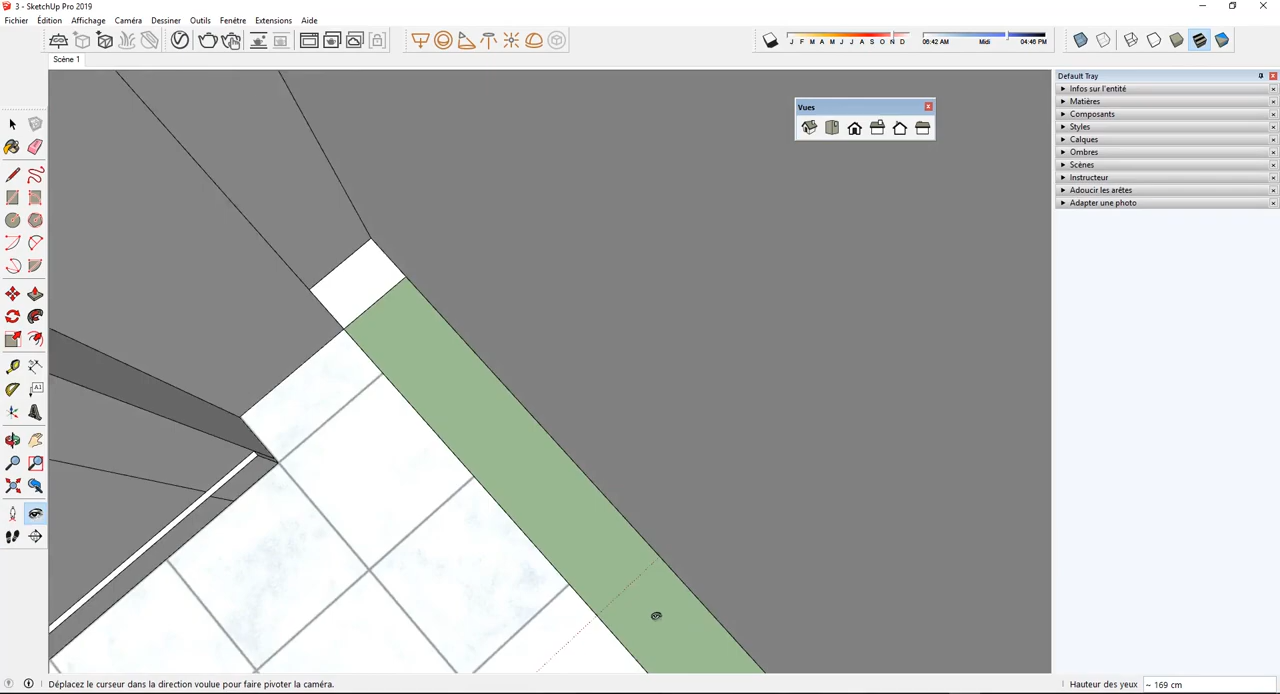 3 - SketchUp Pro 2019
Fichier Édition Affichage Caméra Dessiner Outils Fenêtre Extensions Aide
J F M A M J J A S O N D
06:42 AM Midi 04:46 PM
Scène 1
Default Tray
Infos sur l'entité
Matières
Composants
Styles
Calques
Ombres
Scènes
Instructeur
Adoucir les arêtes
Adapter une photo
Vues
A1
Déplacez le curseur dans la direction voulue pour faire pivoter la caméra.
Hauteur des yeux ~ 169 cm